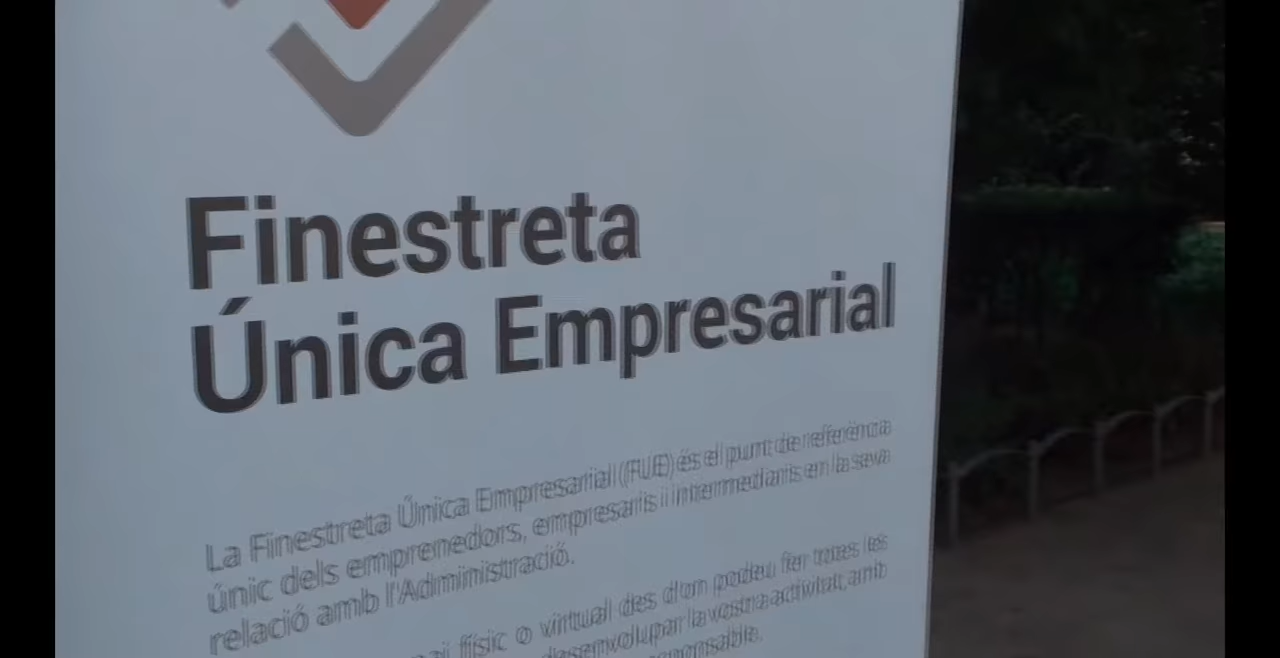 Finestreta
Única Empresarial
La Finestreta Única Empresarial (FUE) és el punt de referència
únic dels emprenedors, empresaris i intermediaris en la seva
relació amb l'Administració.
físic o virtual des d'on podeu fer totes les
desenvolupar la vostra activitat, amb
responsable.